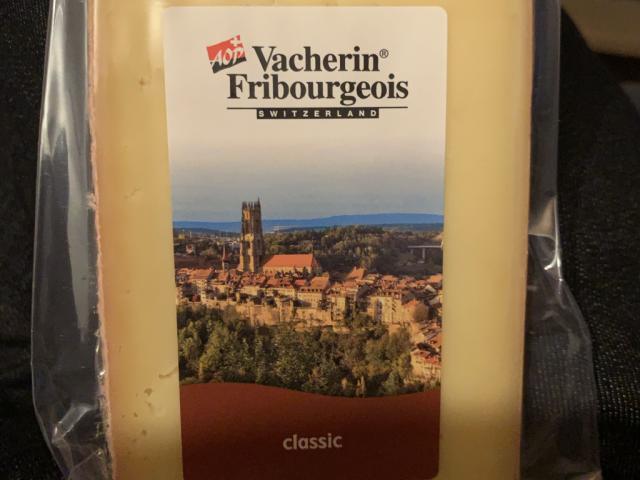 AOP
Vacherin®
Fribourgeois
SWITZERLAND
classic